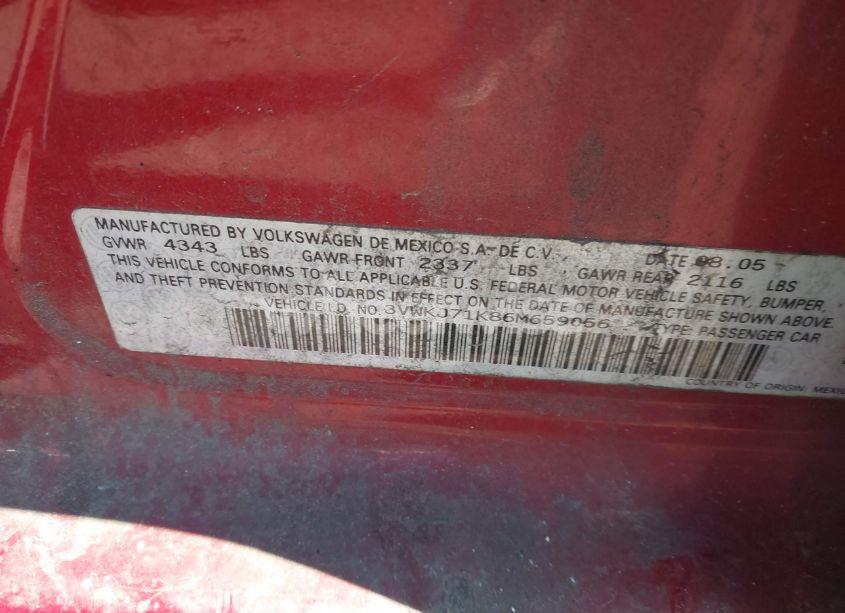 MANUFACTURED BY VOLKSWAGEN DE MEXICO S.A. DE C.V. DATE 08.05
GVWR 4343 LBS GAWR FRONT 2337 LBS GAWR REAR 2116 LBS
THIS VEHICLE CONFORMS TO ALL APPLICABLE U.S. FEDERAL MOTOR VEHICLE SAFETY, BUMPER,
AND THEFT PREVENTION STANDARDS IN EFFECT ON THE DATE OF MANUFACTURE SHOWN ABOVE.
VEHICLE I.D. NO. 3VWKJ71K86M659056 TYPE: PASSENGER CAR
COUNTRY OF ORIGIN: MEXICO